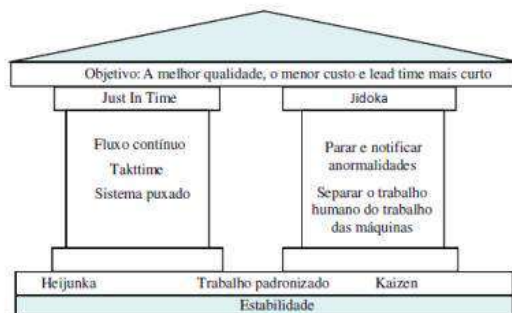 Objetivo: A melhor qualidade, o menor custo e lead time mais curto
Just In Time
Jidoka
Fluxo contínuo
Takttime
Sistema puxado
Parar e notificar
anormalidades
Separar o trabalho
humano do trabalho
das máquinas
Heijunka
Trabalho padronizado
Kaizen
Estabilidade